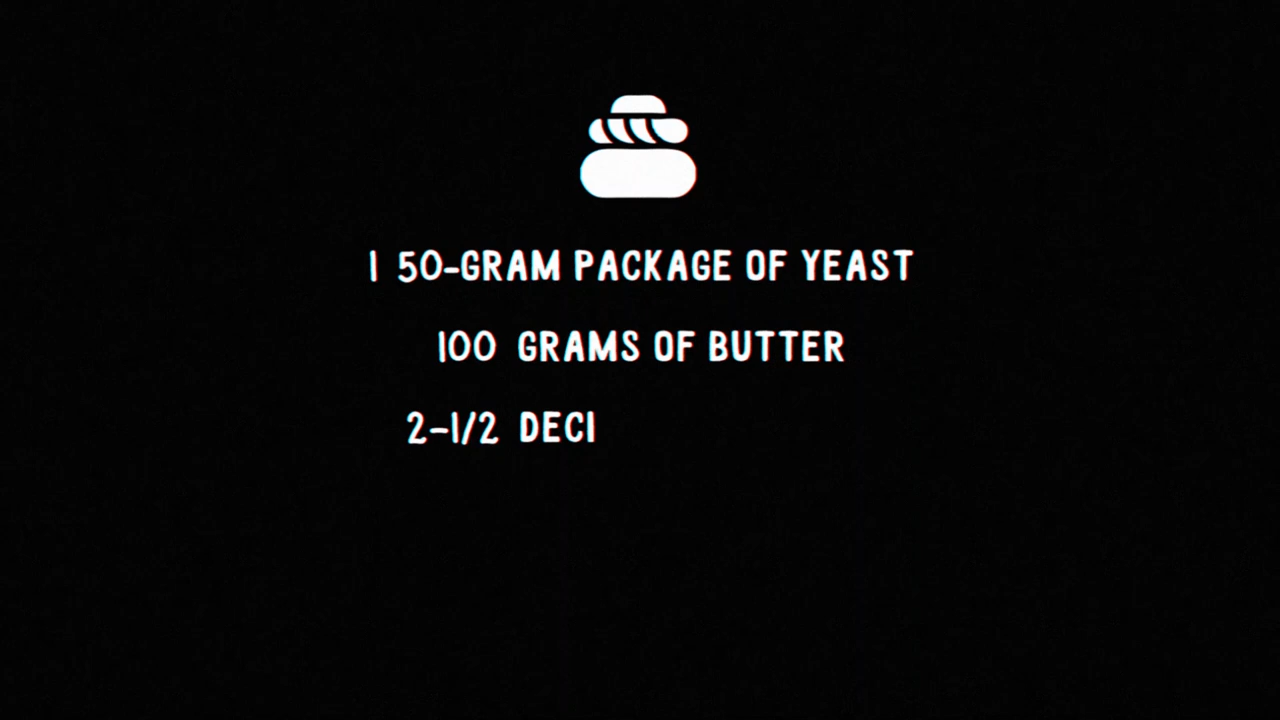 1 50-GRAM PACKAGE OF YEAST
100 GRAMS OF BUTTER
2-1/2 DECI